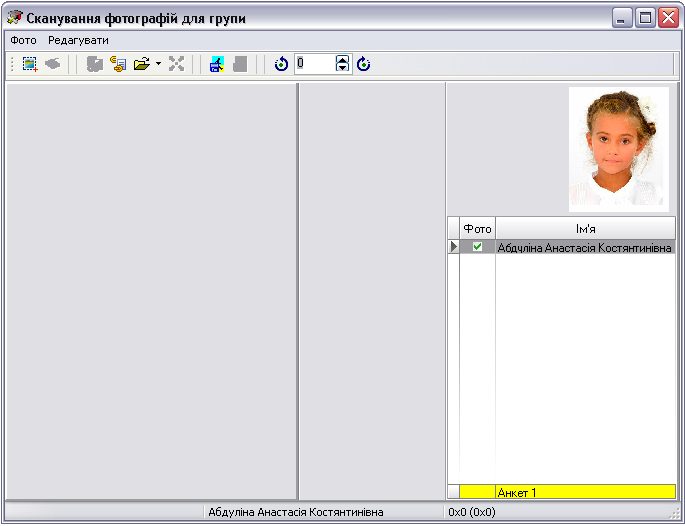 Сканування фотографій для групи
Фото Редагувати
0
Фото Ім'я
Абдуліна Анастасія Костянтинівна
Анкет 1
Абдуліна Анастасія Костянтинівна 0x0 (0x0)